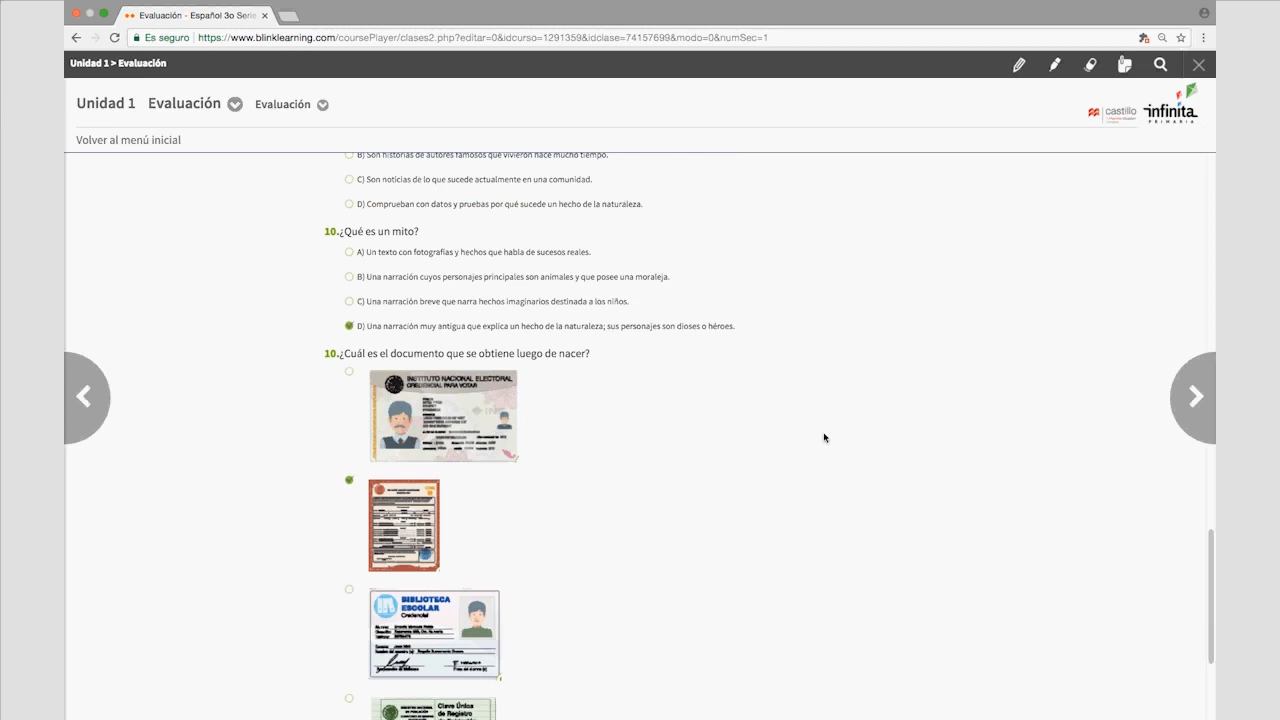 Evaluación - Español 3o Serie
Es seguro
https://www.blinklearning.com/coursePlayer/clases2.php?editar=0&idcurso=1291359&idclase=74157699&modo=0&numSec=1
Unidad 1 > Evaluación
Unidad 1 Evaluación Evaluación
castillo
infinita
PRIMARIA
Volver al menú inicial
B) Son historias de autores famosos que vivieron hace mucho tiempo.
C) Son noticias de lo que sucede actualmente en una comunidad.
D) Comprueban con datos y pruebas por qué sucede un hecho de la naturaleza.
10.¿Qué es un mito?
A) Un texto con fotografías y hechos que habla de sucesos reales.
B) Una narración cuyos personajes principales son animales y que posee una moraleja.
C) Una narración breve que narra hechos imaginarios destinada a los niños.
D) Una narración muy antigua que explica un hecho de la naturaleza; sus personajes son dioses o héroes.
10.¿Cuál es el documento que se obtiene luego de nacer?
INSTITUTO NACIONAL ELECTORAL
CREDENCIAL PARA VOTAR
BIBLIOTECA
ESCOLAR
Credencial
Clave Única
de Registro